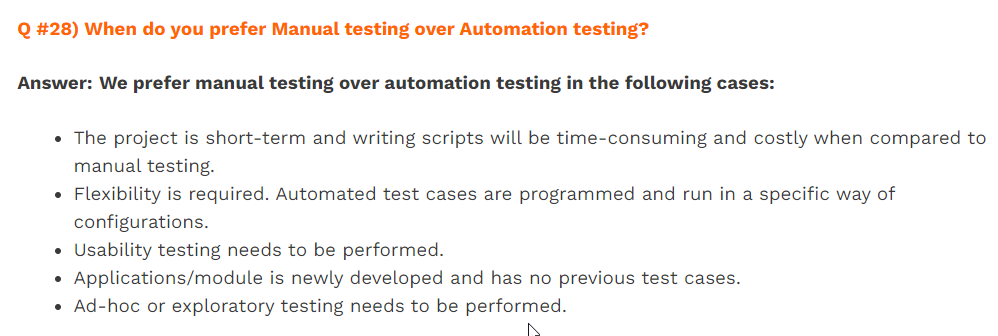 Q #28) When do you prefer Manual testing over Automation testing?
Answer: We prefer manual testing over automation testing in the following cases:
• The project is short-term and writing scripts will be time-consuming and costly when compared to
manual testing.
• Flexibility is required. Automated test cases are programmed and run in a specific way of
configurations.
• Usability testing needs to be performed.
• Applications/module is newly developed and has no previous test cases.
• Ad-hoc or exploratory testing needs to be performed.